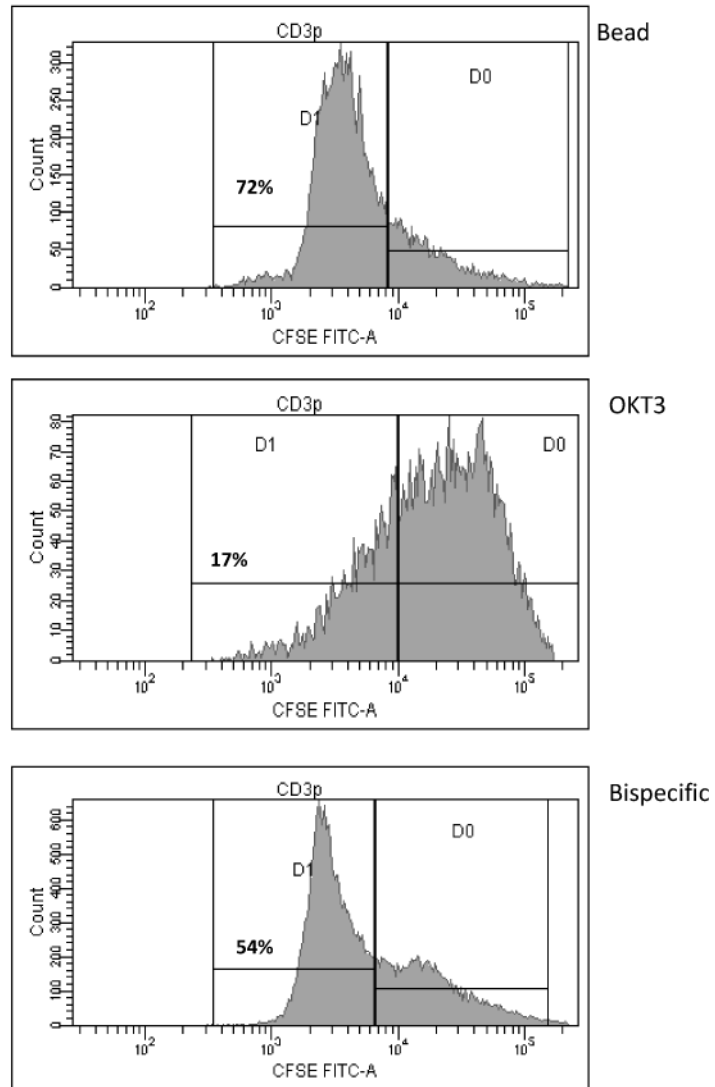 CD3p
Bead
D0
D1
72%
Count
300
250
200
150
100
50
0
10² 10³ 10⁴ 10⁵
CFSE FITC-A
CD3p
OKT3
D1 D0
17%
Count
80
70
60
50
40
30
20
10
0
10² 10³ 10⁴ 10⁵
CFSE FITC-A
CD3p
Bispecific
D0
D1
54%
Count
600
500
400
300
200
100
0
10² 10³ 10⁴ 10⁵
CFSE FITC-A